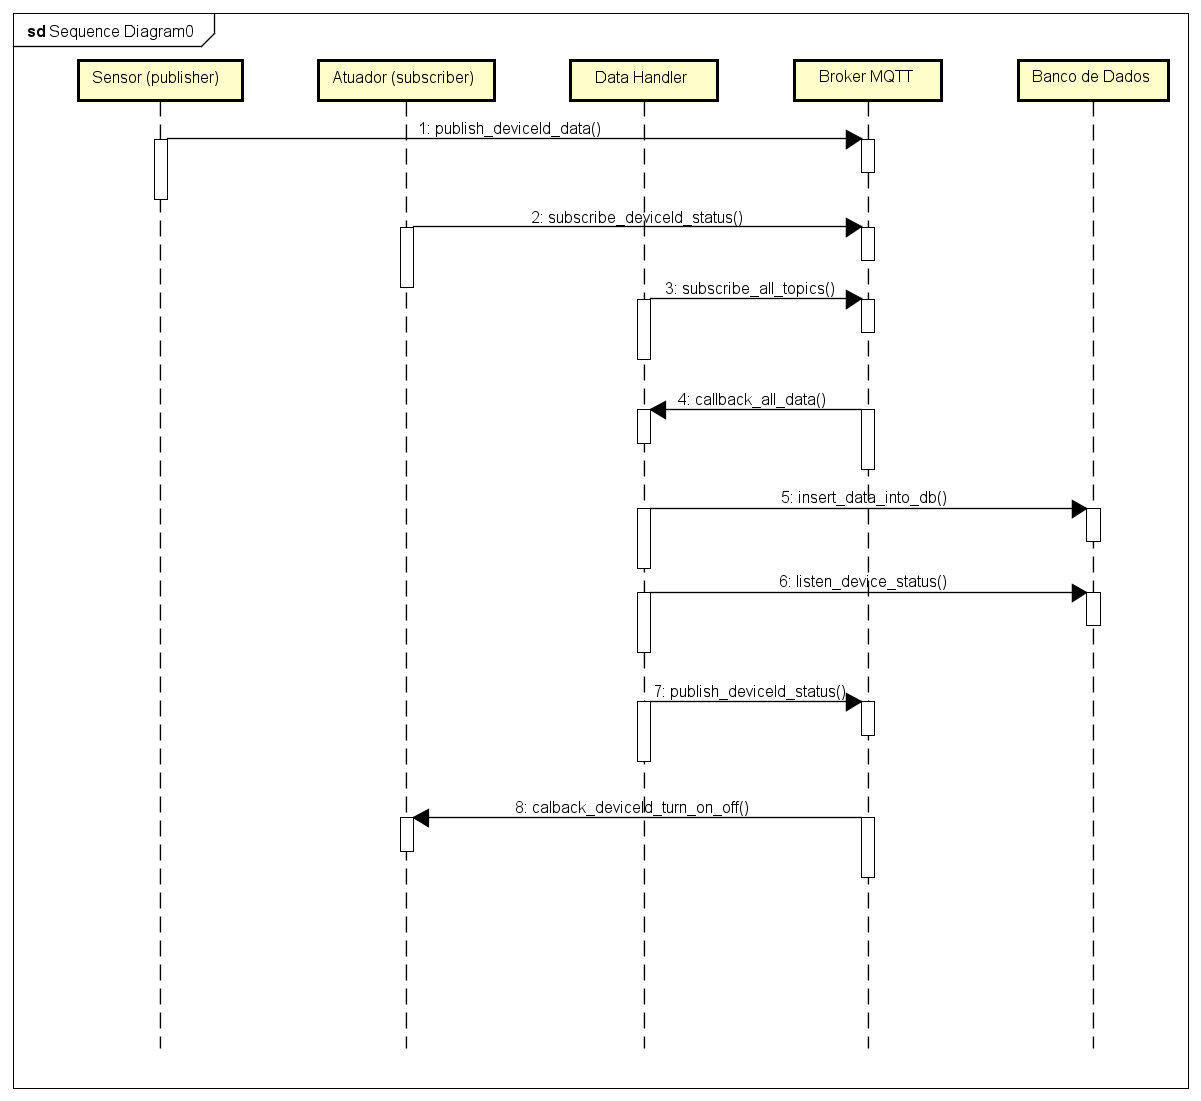 sd Sequence Diagram0
Sensor (publisher)
Atuador (subscriber)
Data Handler
Broker MQTT
Banco de Dados
1: publish_deviceId_data()
2: subscribe_deviceId_status()
3: subscribe_all_topics()
4: callback_all_data()
5: insert_data_into_db()
6: listen_device_status()
7: publish_deviceId_status()
8: calback_deviceId_turn_on_off()